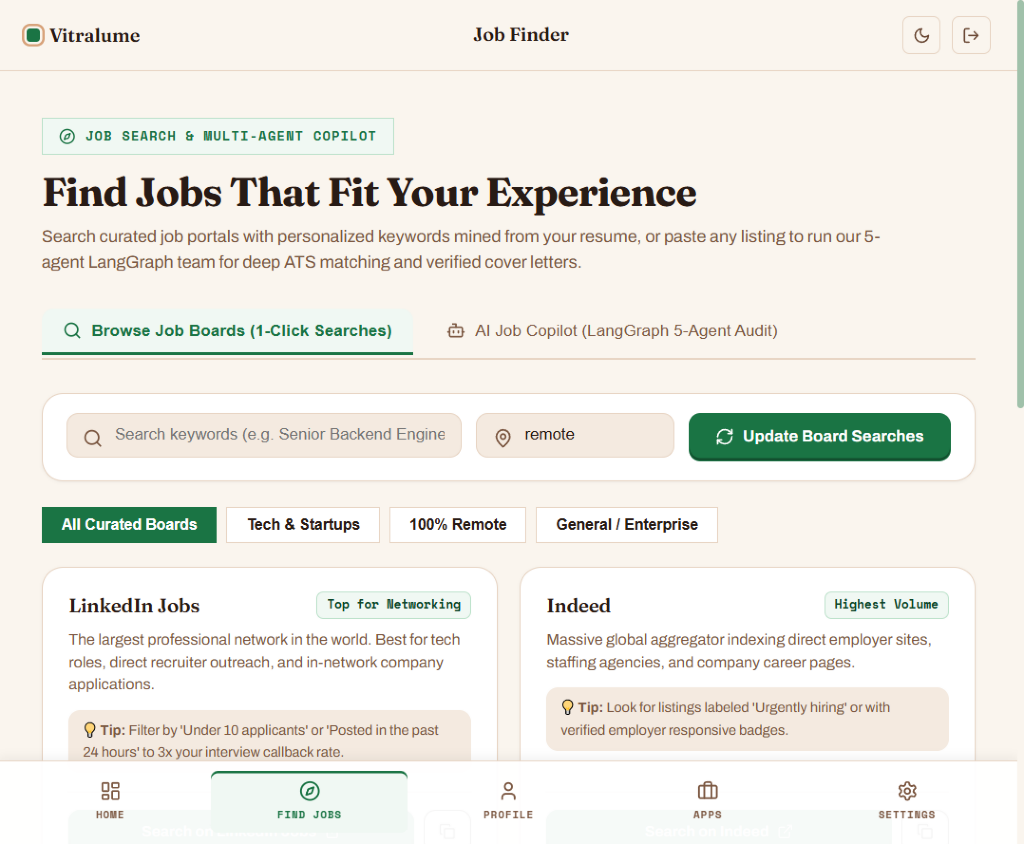 Vitralume
Job Finder
JOB SEARCH & MULTI-AGENT COPILOT
Find Jobs That Fit Your Experience
Search curated job portals with personalized keywords mined from your resume, or paste any listing to run our 5-
agent LangGraph team for deep ATS matching and verified cover letters.
Browse Job Boards (1-Click Searches)
AI Job Copilot (LangGraph 5-Agent Audit)
Search keywords (e.g. Senior Backend Engine
remote
Update Board Searches
All Curated Boards
Tech & Startups
100% Remote
General / Enterprise
LinkedIn Jobs
Top for Networking
The largest professional network in the world. Best for tech
roles, direct recruiter outreach, and in-network company
applications.
Tip: Filter by 'Under 10 applicants' or 'Posted in the past
24 hours' to 3x your interview callback rate.
Indeed
Highest Volume
Massive global aggregator indexing direct employer sites,
staffing agencies, and company career pages.
Tip: Look for listings labeled 'Urgently hiring' or with
verified employer responsive badges.
HOME
FIND JOBS
PROFILE
APPS
SETTINGS
Search on Indeed